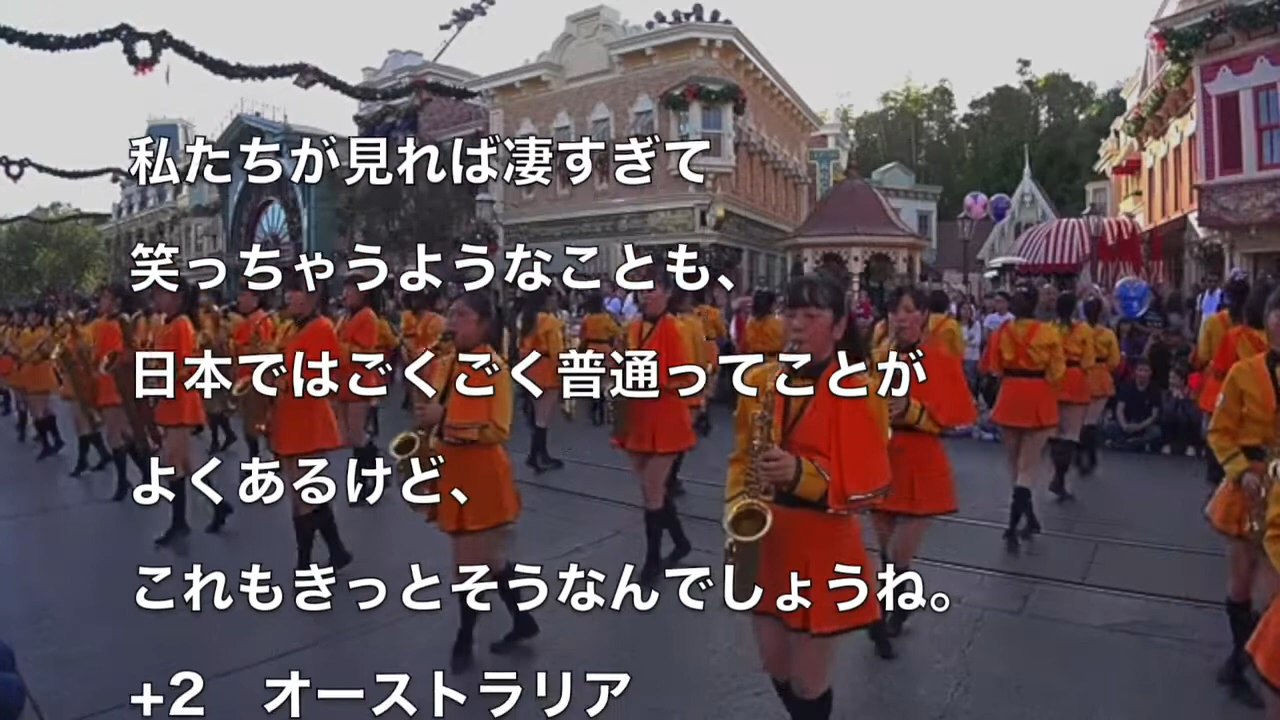 私たちが見れば凄すぎて
笑っちゃうようなことも、
日本ではごくごく普通ってことが
よくあるけど、
これもきっとそうなんでしょうね。
+2　オーストラリア